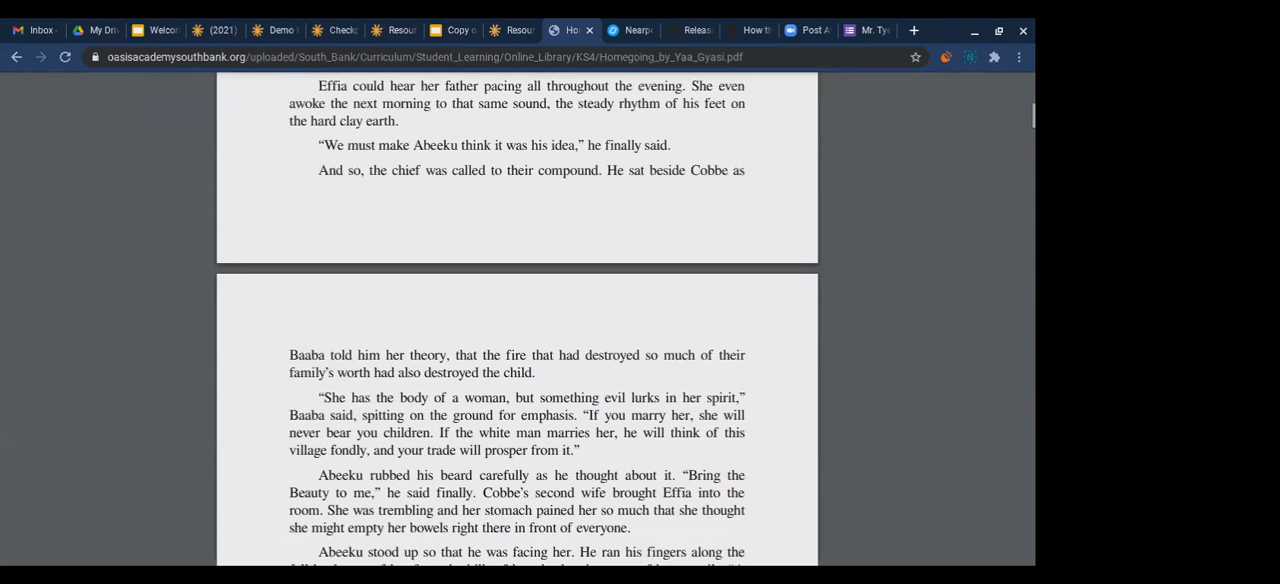 Inbox - My Dri Welcon (2021) Demo Checkp Resour Copy o Resou Ho Nearp Releas How th Post A Mr. Tye
oasisacademysouthbank.org/uploaded/South_Bank/Curriculum/Student_Learning/Online_Library/KS4/Homegoing_by_Yaa_Gyasi.pdf
Effia could hear her father pacing all throughout the evening. She even
awoke the next morning to that same sound, the steady rhythm of his feet on
the hard clay earth.
“We must make Abeeku think it was his idea,” he finally said.
And so, the chief was called to their compound. He sat beside Cobbe as
Baaba told him her theory, that the fire that had destroyed so much of their
family’s worth had also destroyed the child.
“She has the body of a woman, but something evil lurks in her spirit,”
Baaba said, spitting on the ground for emphasis. “If you marry her, she will
never bear you children. If the white man marries her, he will think of this
village fondly, and your trade will prosper from it.”
Abeeku rubbed his beard carefully as he thought about it. “Bring the
Beauty to me,” he said finally. Cobbe’s second wife brought Effia into the
room. She was trembling and her stomach pained her so much that she thought
she might empty her bowels right there in front of everyone.
Abeeku stood up so that he was facing her. He ran his fingers along the